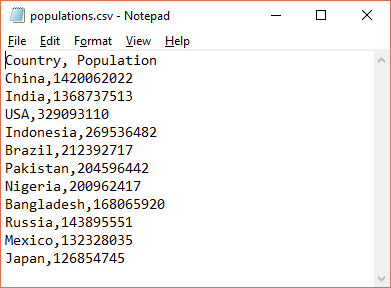 populations.csv - Notepad
File Edit Format View Help
Country, Population
China,1420062022
India,1368737513
USA,329093110
Indonesia,269536482
Brazil,212392717
Pakistan,204596442
Nigeria,200962417
Bangladesh,168065920
Russia,143895551
Mexico,132328035
Japan,126854745